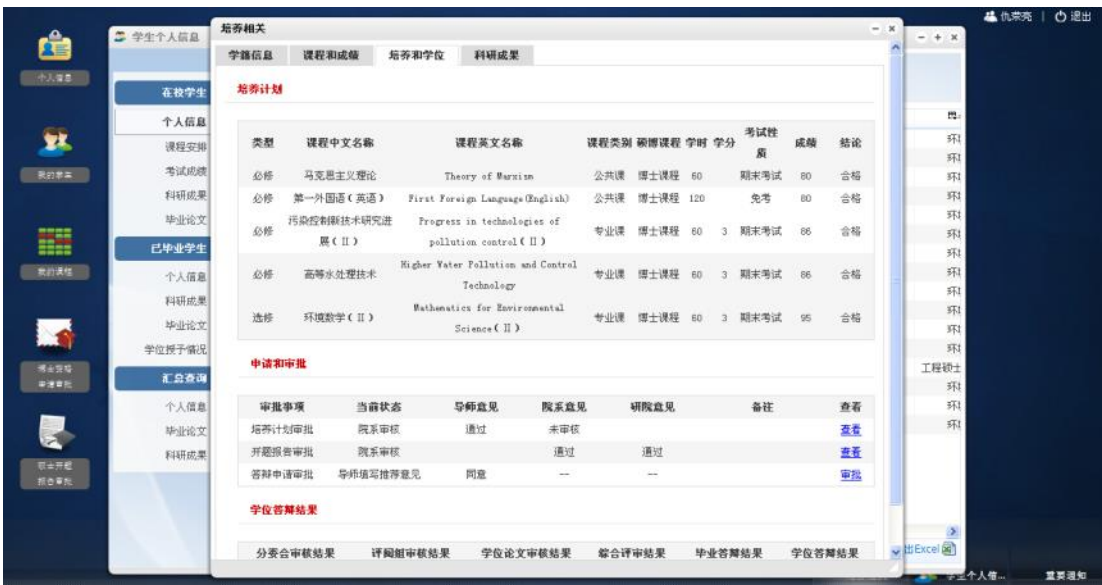 仇荣亮 | 退出
个人信息
我的学生
我的课程
申请审批
报告审批
学生个人信息
在校学生
个人信息
课程安排
考试成绩
科研成果
毕业论文
已毕业学生
个人信息
科研成果
毕业论文
学位授予情况
汇总查询
个人信息
毕业论文
科研成果
培养相关
学籍信息 课程和成绩 培养和学位 科研成果
培养计划
类型 课程中文名称 课程英文名称 课程类别 硕博课程 学时 学分 考试性质 成绩 结论
必修 马克思主义理论 Theory of Marxism 公共课 博士课程 60 期末考试 80 合格
必修 第一外国语(英语) First Foreign Language(English) 公共课 博士课程 120 免考 80 合格
必修 污染控制新技术研究进展(II) Progress in technologies of pollution control(II) 专业课 博士课程 60 3 期末考试 86 合格
必修 高等水处理技术 Higher Water Pollution and Control Technology 专业课 博士课程 60 3 期末考试 86 合格
选修 环境数学(II) Mathematics for Environmental Science(II) 专业课 博士课程 60 3 期末考试 95 合格
申请和审批
审批事项 当前状态 导师意见 院系意见 研院意见 备注 查看
培养计划审批 院系审核 通过 未审核 查看
开题报告审批 院系审核 通过 通过 查看
答辩申请审批 导师填写推荐意见 同意 -- -- 审批
学位答辩结果
分委会审核结果 评阅组审核结果 学位论文审核结果 综合评审结果 毕业答辩结果 学位答辩结果
工程硕士
出Excel
学生个人信... 重要通知